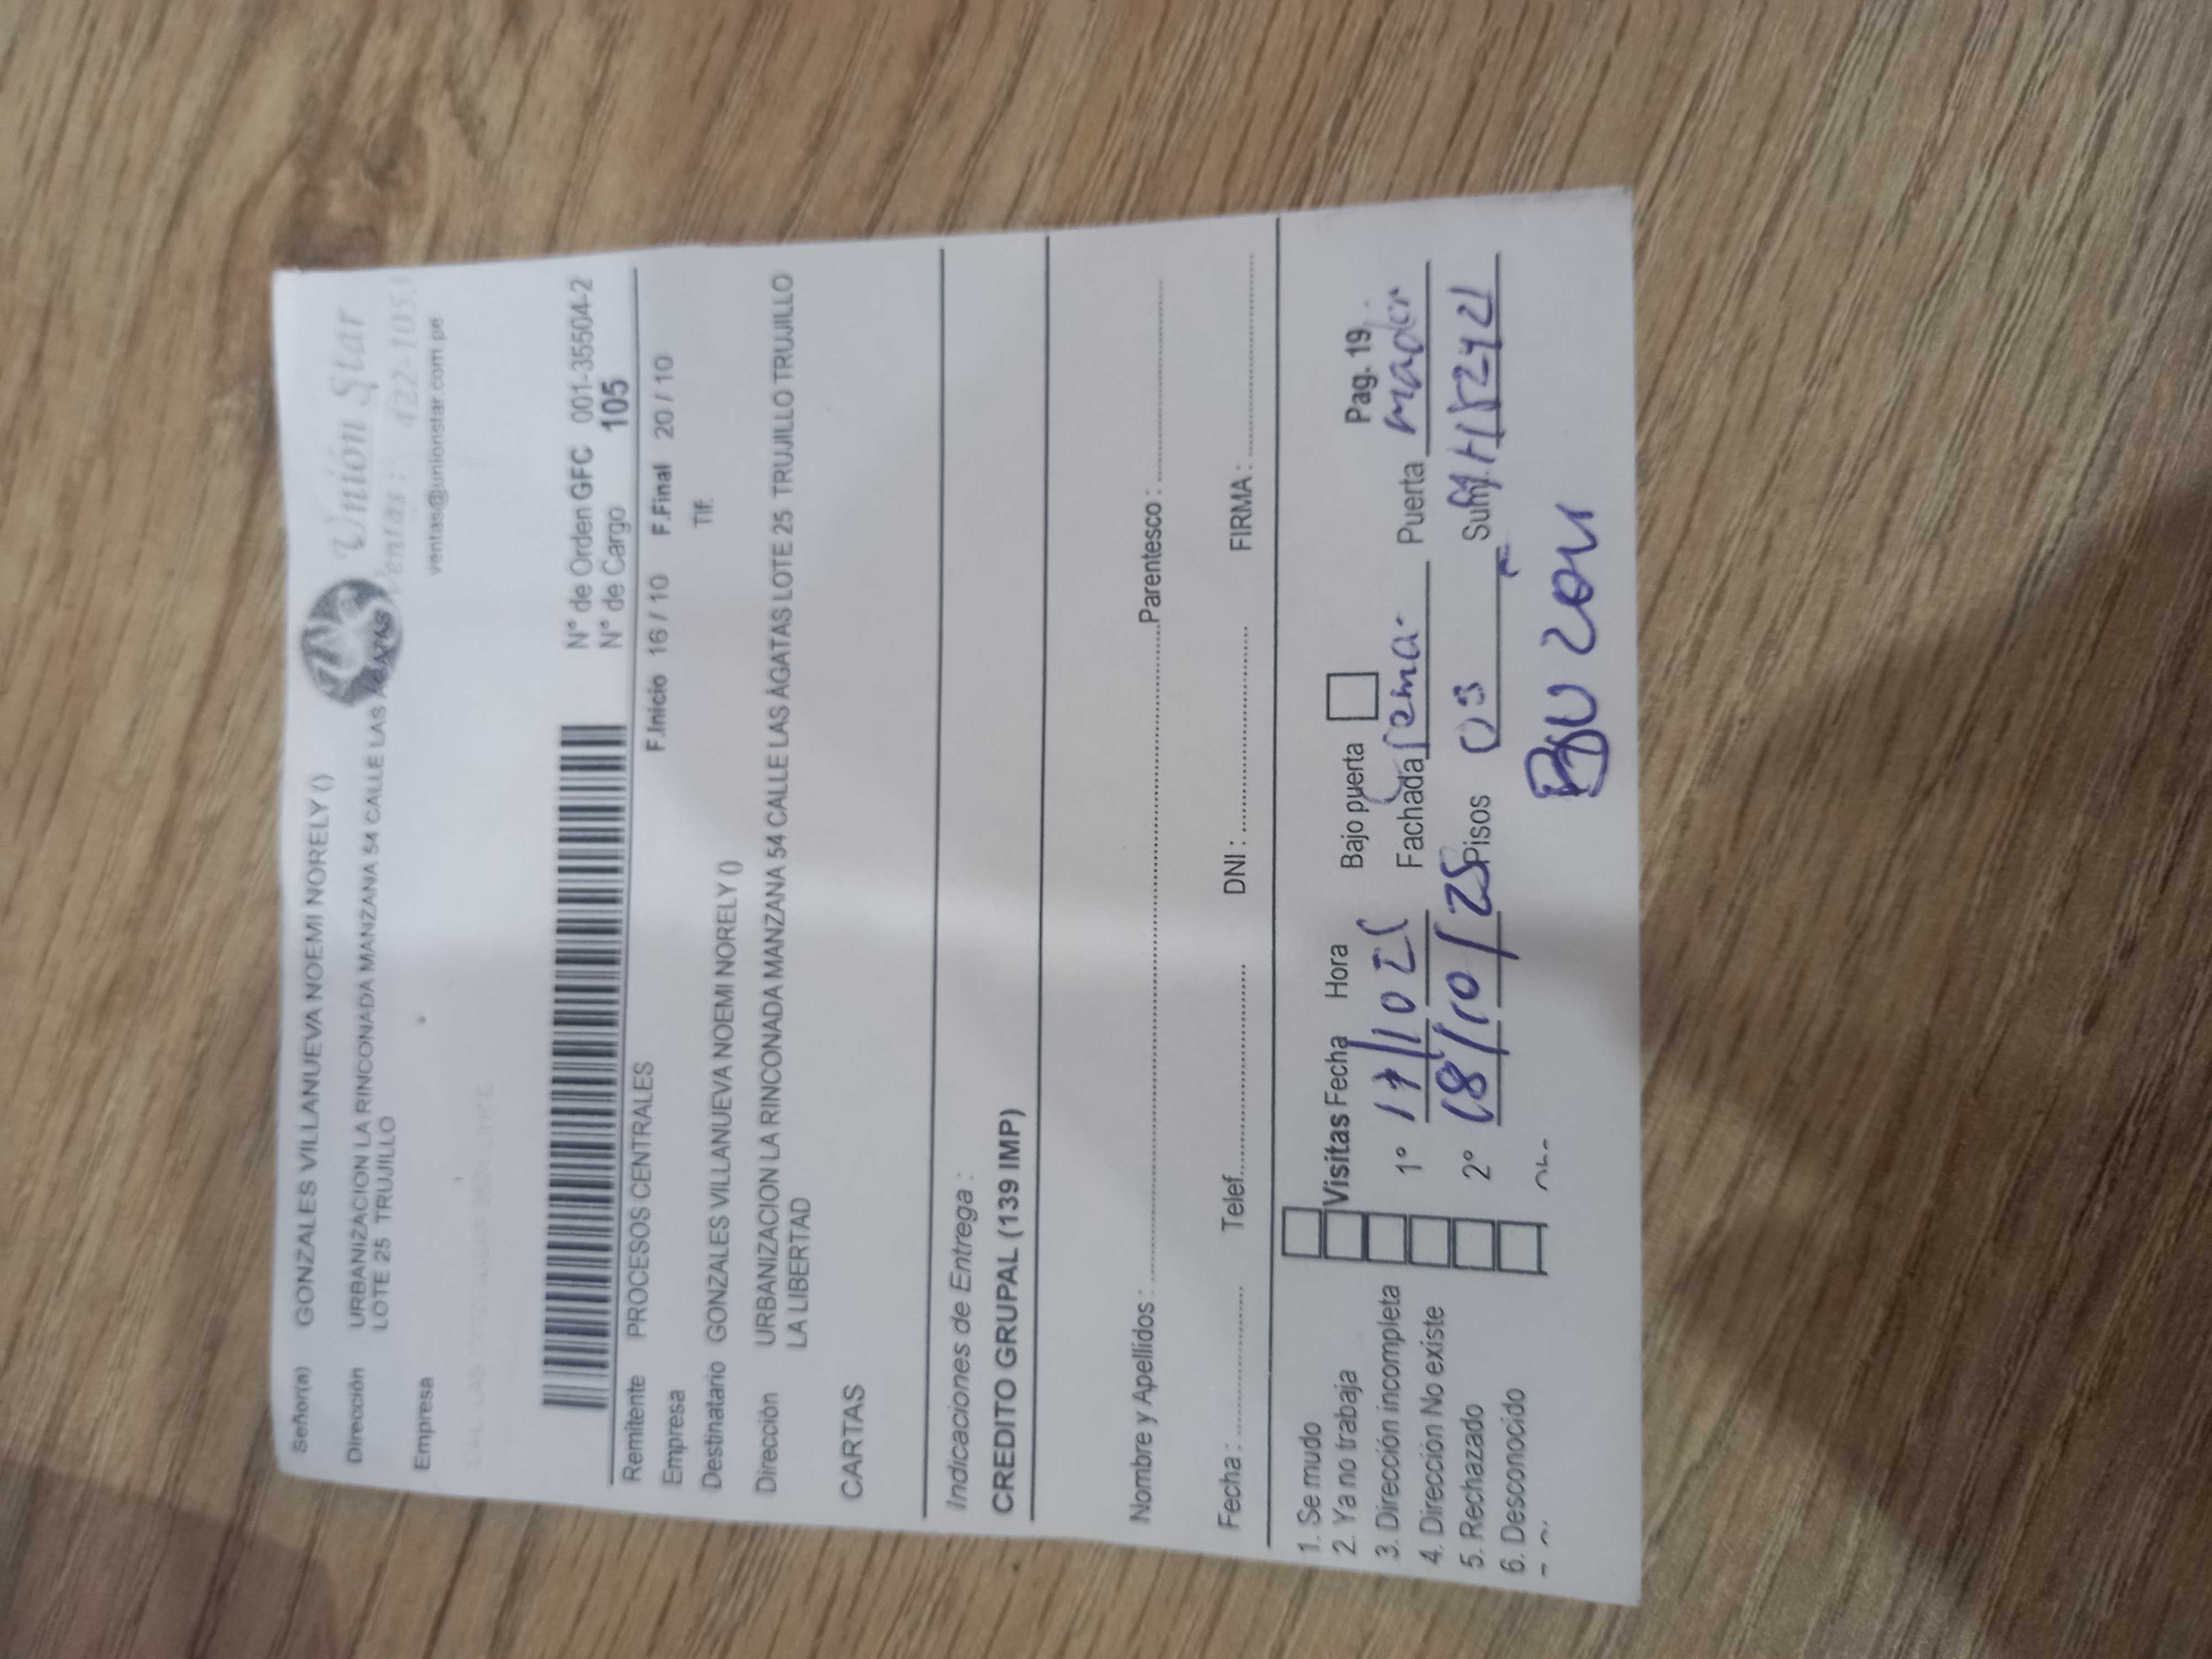 Señor(a) GONZALES VILLANUEVA NOEMI NORELY ()
Unión Star
Dirección URBANIZACION LA RINCONADA MANZANA 54 CALLE LAS AGATAS
LOTE 25 TRUJILLO
Ventas: 422-1053
ventas@unionstar.com.pe
Empresa
N° de Orden GFC 001-35504-2
N° de Cargo 105
Remitente PROCESOS CENTRALES F.Inicio 16 / 10 F.Final 20 / 10
Empresa Tlf.
Destinatario GONZALES VILLANUEVA NOEMI NORELY ()
Dirección URBANIZACION LA RINCONADA MANZANA 54 CALLE LAS ÁGATAS LOTE 25 TRUJILLO TRUJILLO
LA LIBERTAD
CARTAS
Indicaciones de Entrega :
CREDITO GRUPAL (139 IMP)
Nombre y Apellidos : Parentesco :
Fecha : Telef. DNI : FIRMA :
1. Se mudo
2. Ya no trabaja Visitas Fecha Hora Bajo puerta Pag. 19
3. Dirección incompleta
4. Dirección No existe 1° 17/10 Fachada Puerta
5. Rechazado
6. Desconocido 2° 18/10/25 Pisos 03 Sum